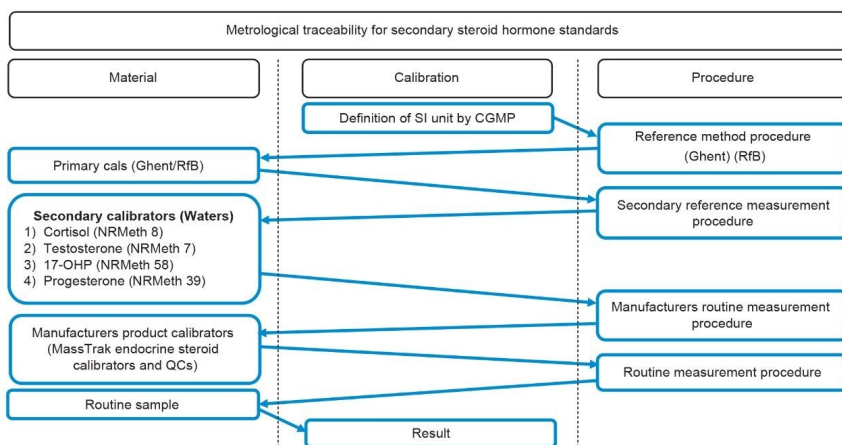 Metrological traceability for secondary steroid hormone standards
Material
Calibration
Procedure
Definition of SI unit by CGMP
Reference method procedure
(Ghent) (RfB)
Primary cals (Ghent/RfB)
Secondary reference measurement
procedure
Secondary calibrators (Waters)
1) Cortisol (NRMeth 8)
2) Testosterone (NRMeth 7)
3) 17-OHP (NRMeth 58)
4) Progesterone (NRMeth 39)
Manufacturers routine measurement
procedure
Manufacturers product calibrators
(MassTrak endocrine steroid
calibrators and QCs)
Routine measurement procedure
Routine sample
Result